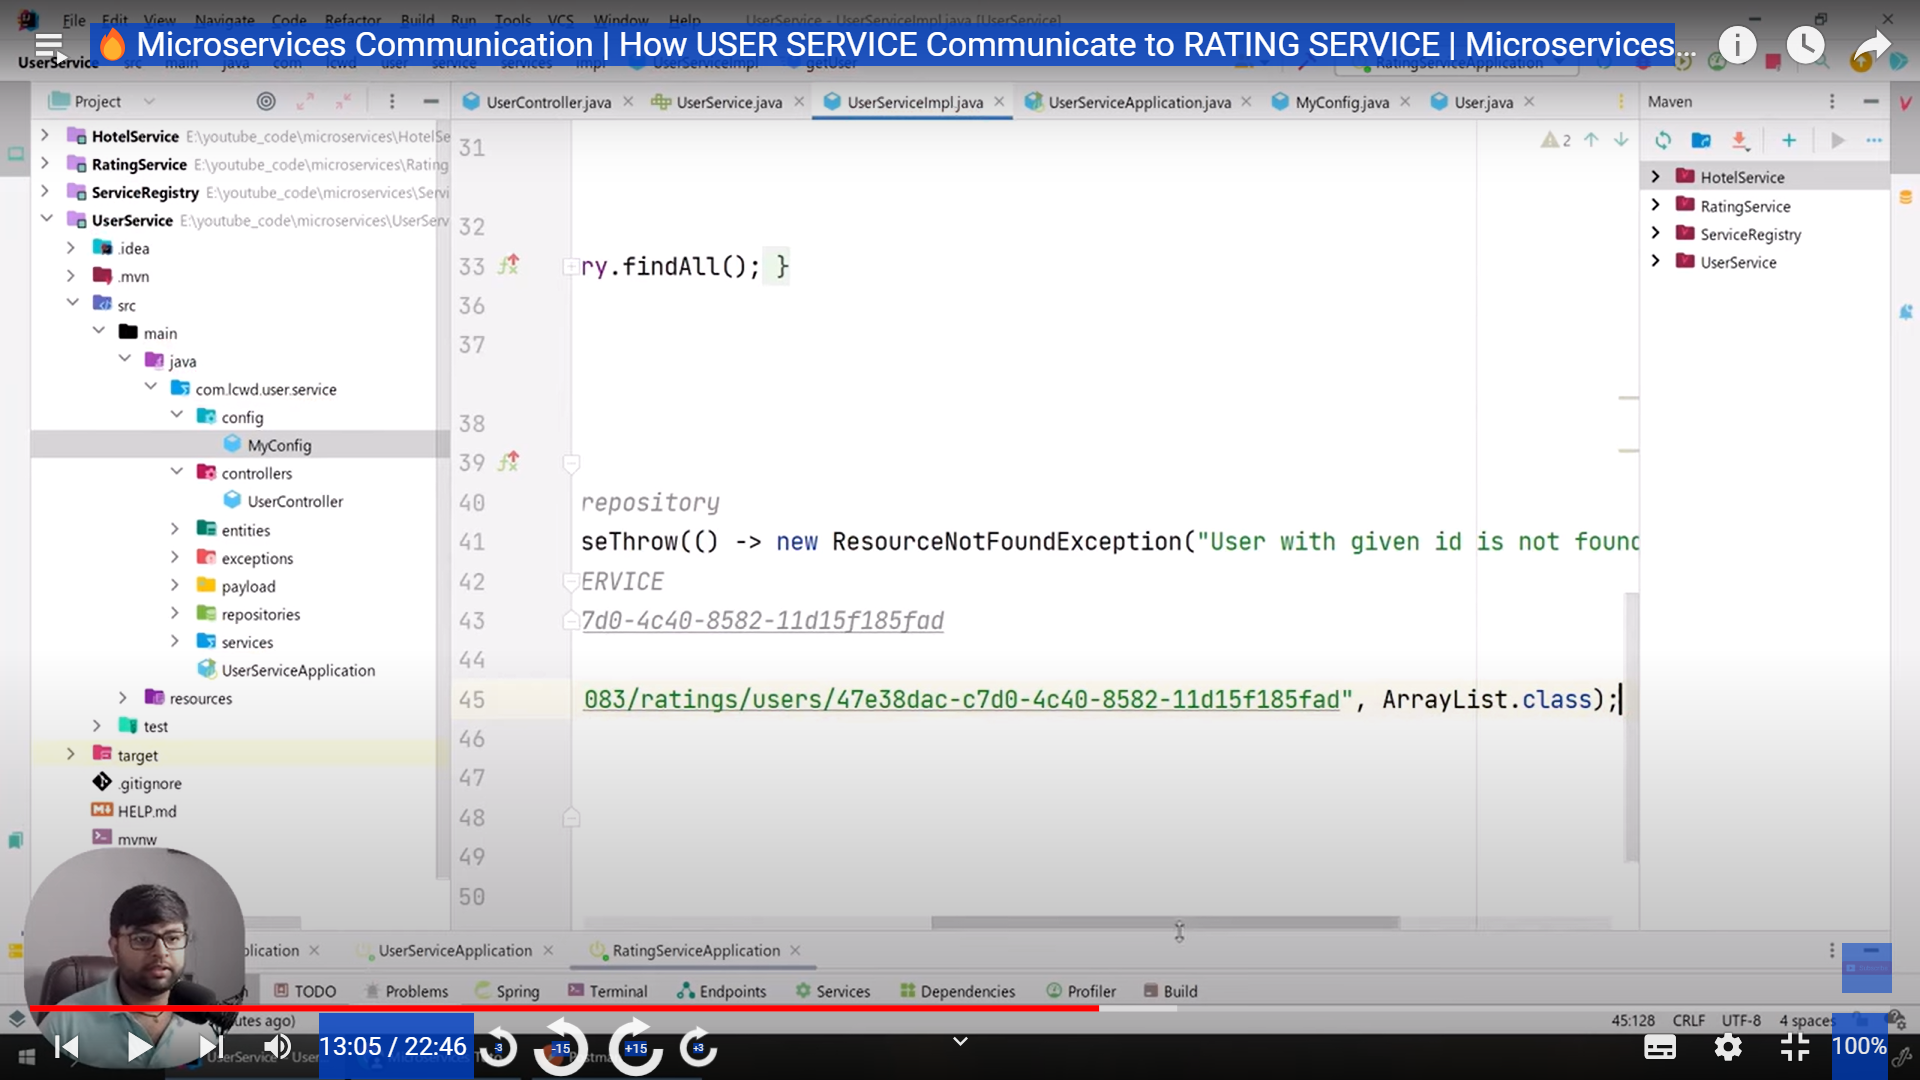 File Edit View Navigate Code Refactor Build Run Tools VCS Window Help UserService - UserServiceImpl.java [UserService]
🔥 Microservices Communication | How USER SERVICE Communicate to RATING SERVICE | Microservices...
UserService src main java com lcwd user service services impl UserServiceImpl getUser RatingServiceApplication
Project
UserController.java UserService.java UserServiceImpl.java UserServiceApplication.java MyConfig.java User.java
Maven
HotelService E:\youtube_code\microservices\HotelSe
RatingService E:\youtube_code\microservices\Rating
ServiceRegistry E:\youtube_code\microservices\Servi
UserService E:\youtube_code\microservices\UserServ
.idea
.mvn
src
main
java
com.lcwd.user.service
config
MyConfig
controllers
UserController
entities
exceptions
payload
repositories
services
UserServiceApplication
resources
test
target
.gitignore
HELP.md
mvnw
31
32
33 ry.findAll(); }
36
37
38
39
40 repository
41 seThrow(() -> new ResourceNotFoundException("User with given id is not found
42 ERVICE
43 7d0-4c40-8582-11d15f185fad
44
45 083/ratings/users/47e38dac-c7d0-4c40-8582-11d15f185fad", ArrayList.class);
46
47
48
49
50
2
HotelService
RatingService
ServiceRegistry
UserService
plication UserServiceApplication RatingServiceApplication
TODO Problems Spring Terminal Endpoints Services Dependencies Profiler Build
utes ago) 45:128 CRLF UTF-8 4 spaces
13:05 / 22:46 -3 -15 +15 +3 100%